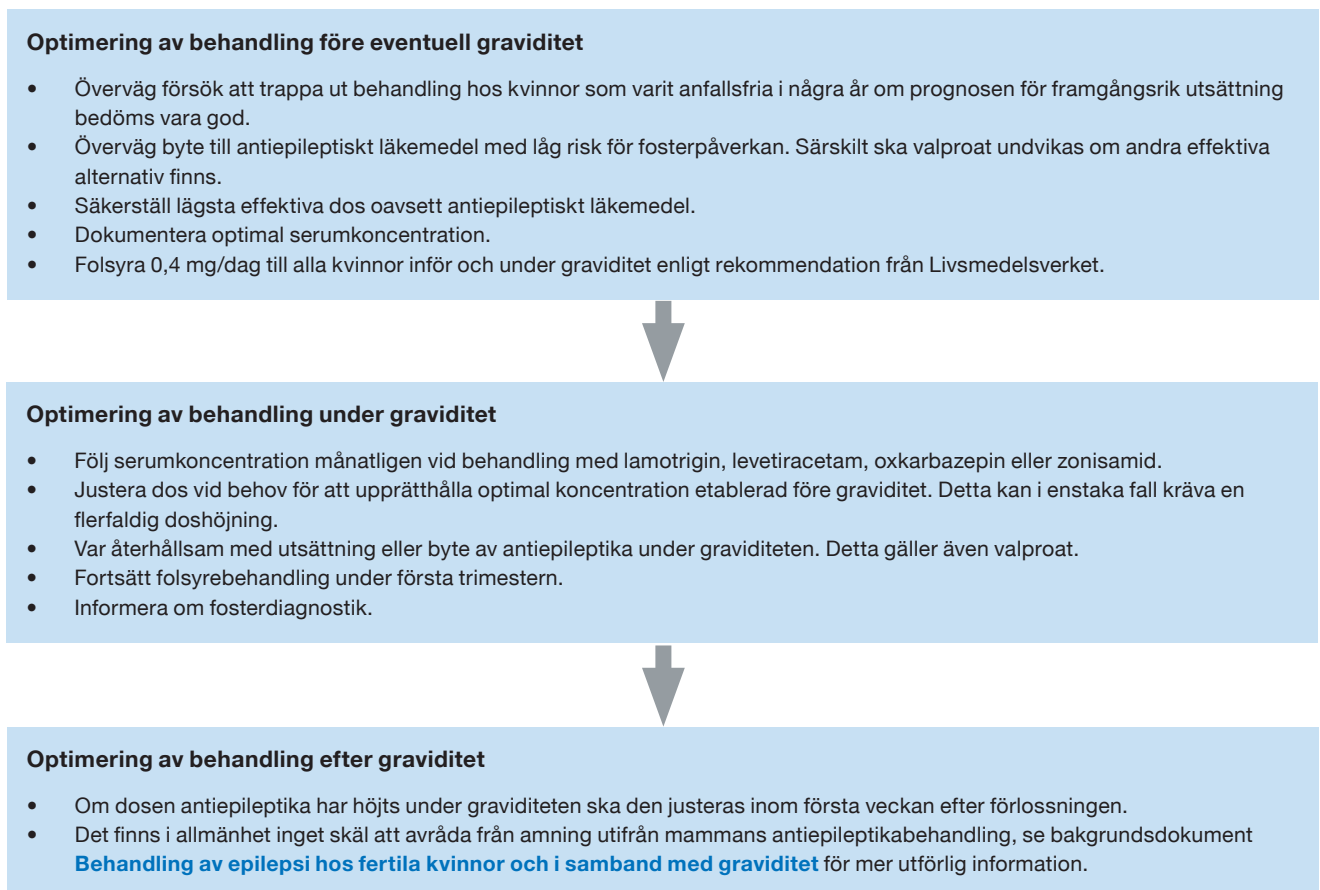 Optimering av behandling före eventuell graviditet
• Överväg försök att trappa ut behandling hos kvinnor som varit anfallsfria i några år om prognosen för framgångsrik utsättning
bedöms vara god.
• Överväg byte till antiepileptiskt läkemedel med låg risk för fosterpåverkan. Särskilt ska valproat undvikas om andra effektiva
alternativ finns.
• Säkerställ lägsta effektiva dos oavsett antiepileptiskt läkemedel.
• Dokumentera optimal serumkoncentration.
• Folsyra 0,4 mg/dag till alla kvinnor inför och under graviditet enligt rekommendation från Livsmedelsverket.
Optimering av behandling under graviditet
• Följ serumkoncentration månatligen vid behandling med lamotrigin, levetiracetam, oxkarbazepin eller zonisamid.
• Justera dos vid behov för att upprätthålla optimal koncentration etablerad före graviditet. Detta kan i enstaka fall kräva en
flerfaldig doshöjning.
• Var återhållsam med utsättning eller byte av antiepileptika under graviditeten. Detta gäller även valproat.
• Fortsätt folsyrebehandling under första trimestern.
• Informera om fosterdiagnostik.
Optimering av behandling efter graviditet
• Om dosen antiepileptika har höjts under graviditeten ska den justeras inom första veckan efter förlossningen.
• Det finns i allmänhet inget skäl att avråda från amning utifrån mammans antiepileptikabehandling, se bakgrundsdokument
Behandling av epilepsi hos fertila kvinnor och i samband med graviditet för mer utförlig information.